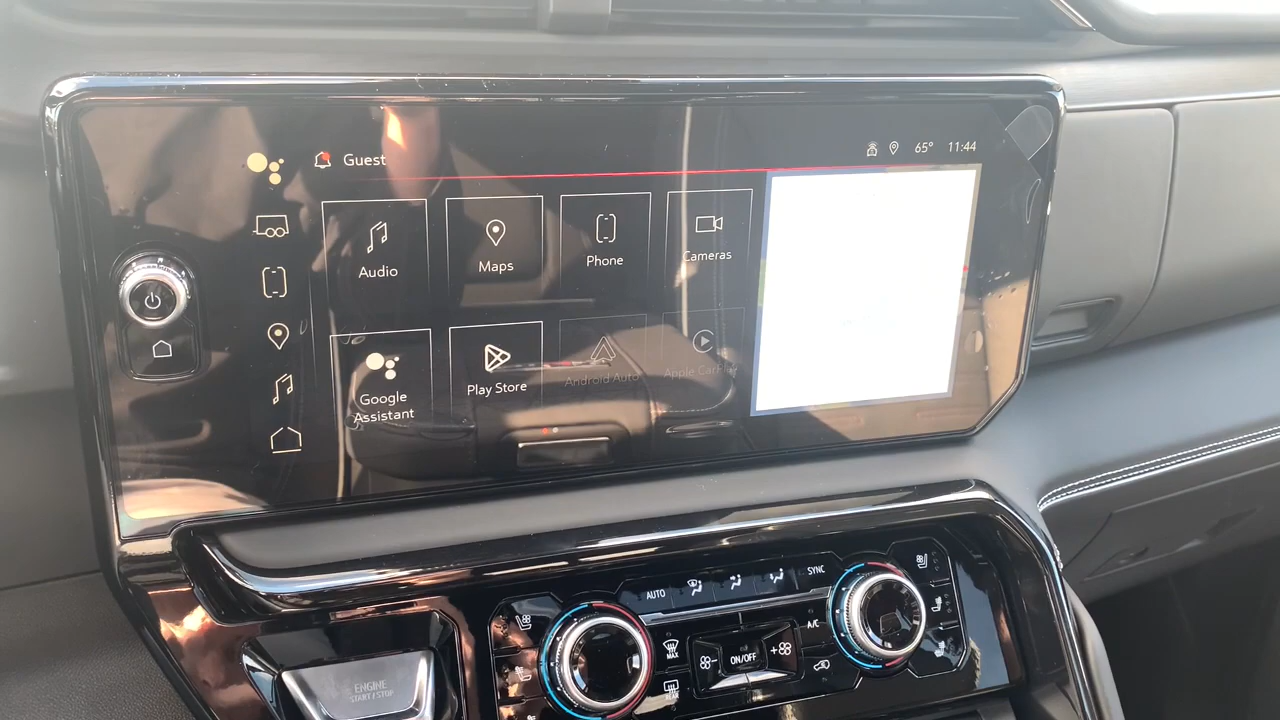 Guest
65° 11:44
Audio
Maps
Phone
Cameras
Google
Assistant
Play Store
Android Auto
Apple CarPlay
AUTO
SYNC
A/C
MAX
ON/OFF
REAR
ENGINE
START/STOP